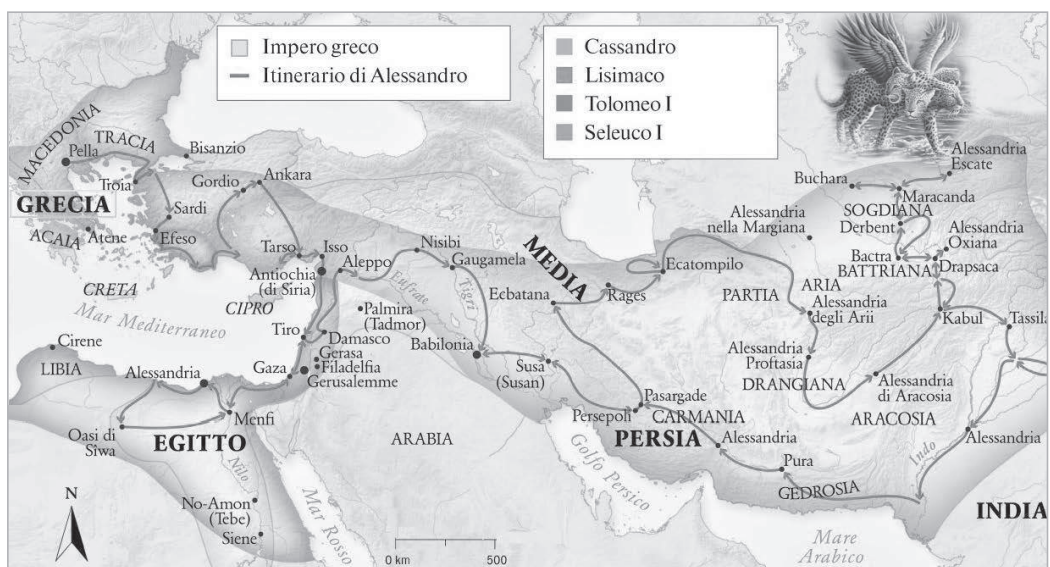 Impero greco
Itinerario di Alessandro
Cassandro
Lisimaco
Tolomeo I
Seleuco I
MACEDONIA
TRACIA
Pella
Bisanzio
Troia
Gordio
Ankara
GRECIA
Sardi
ACAIA
Atene
Efeso
Tarso
Isso
Aleppo
Nisibi
Gaugamela
Antiochia
(di Siria)
CRETA
CIPRO
Mar Mediterraneo
Eufrate
Tigri
Palmira
(Tadmor)
Cirene
LIBIA
Tiro
Damasco
Gerasa
Filadelfia
Gerusalemme
Gaza
Babilonia
Alessandria
Menfi
Oasi di
Siwa
EGITTO
Nilo
No-Amon
(Tebe)
Siene
N
Mar Rosso
ARABIA
0 km
500
MEDIA
Ecbatana
Rages
Ecatompilo
Susa
(Susan)
Persepoli
Pasargade
CARMANIA
PERSIA
Golfo Persico
Alessandria
Pura
GEDROSIA
Mare
Arabico
Alessandria
nella Margiana
PARTIA
ARIA
Alessandria
degli Arii
Alessandria
Proftasia
DRANGIANA
Alessandria
di Aracosia
ARACOSIA
Buchara
Alessandria
Escate
Maracanda
SOGDIANA
Derbent
Alessandria
Oxiana
Bactra
BATTRIANA
Drapsaca
Kabul
Tassila
Alessandria
Indo
INDIA